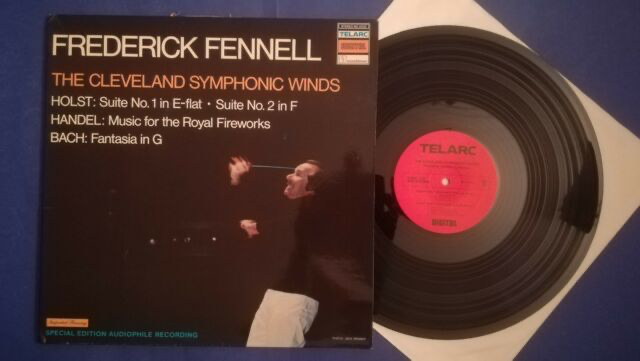 TELARC
FREDERICK FENNELL
THE CLEVELAND SYMPHONIC WINDS
HOLST: Suite No. 1 in E-flat • Suite No. 2 in F
HANDEL: Music for the Royal Fireworks
BACH: Fantasia in G
SPECIAL EDITION AUDIOPHILE RECORDING
TELARC
DIGITAL